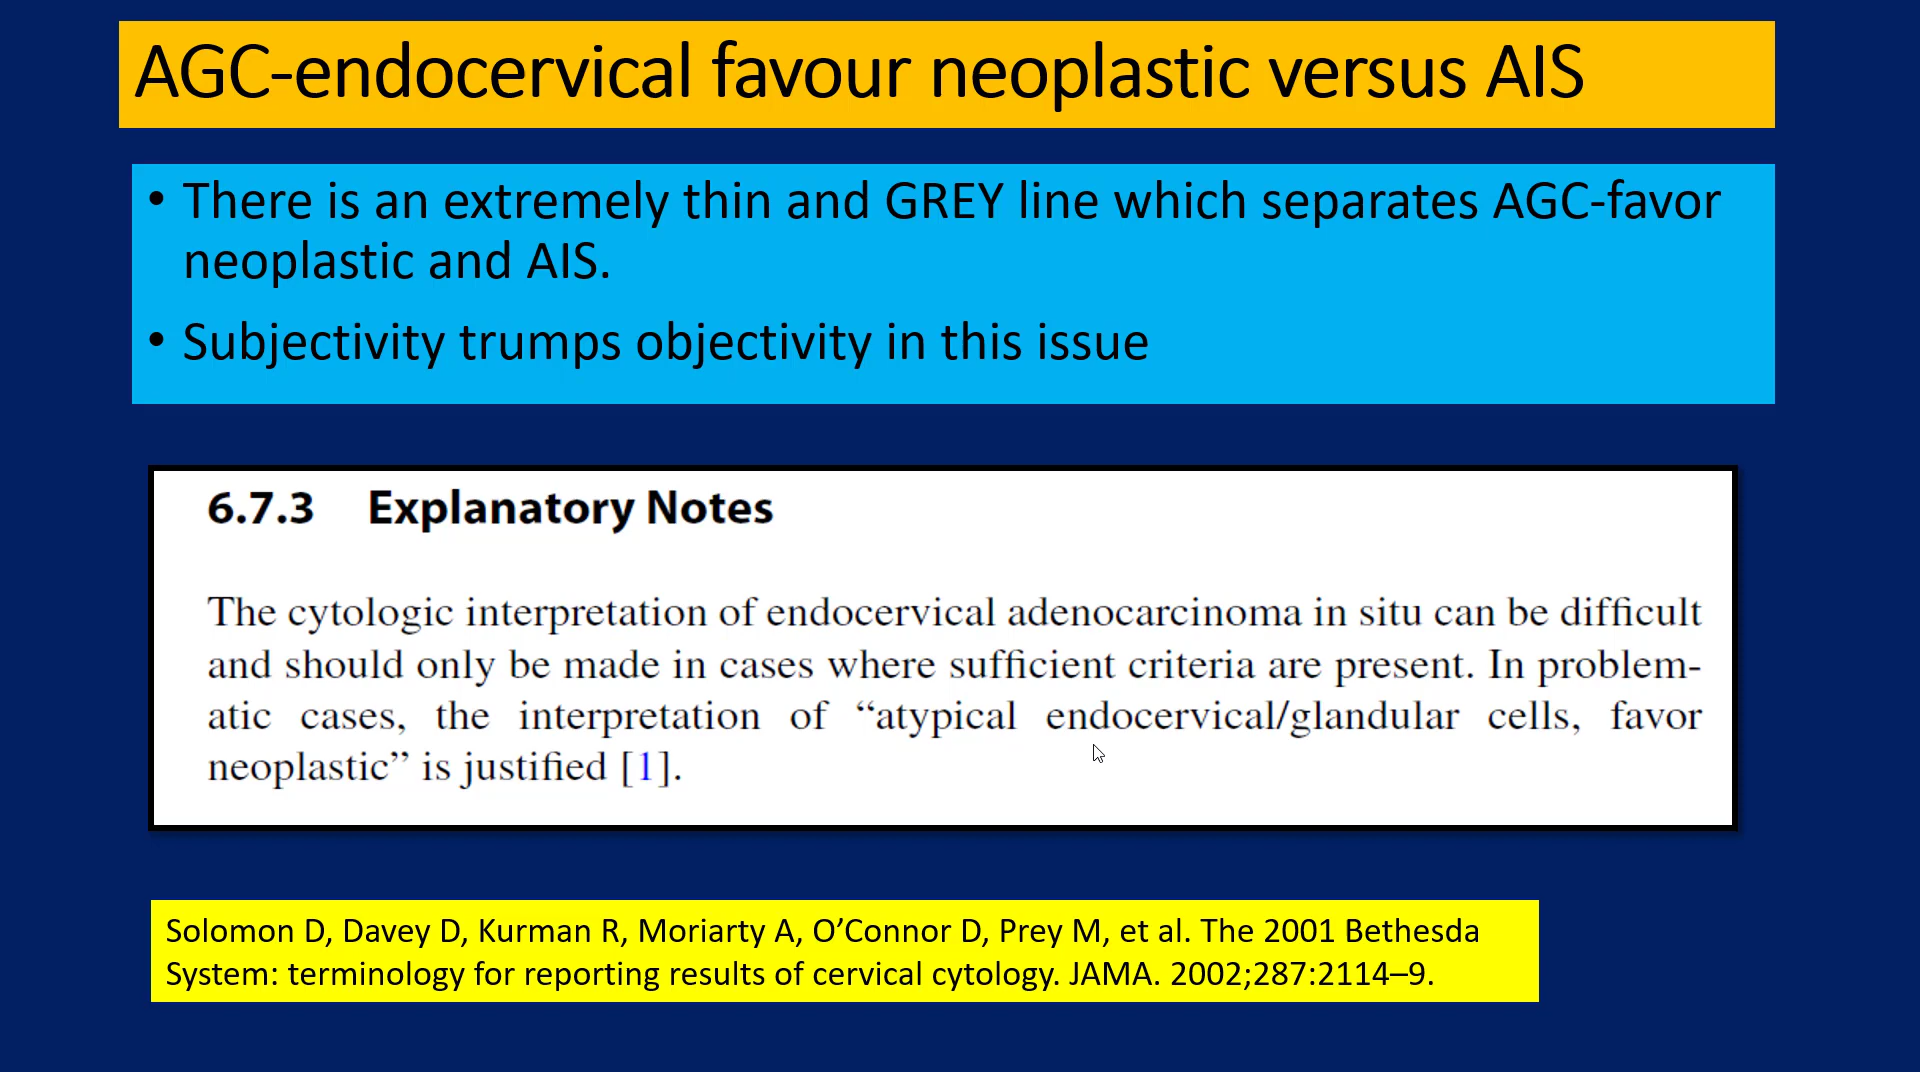 AGC-endocervical favour neoplastic versus AIS
• There is an extremely thin and GREY line which separates AGC-favor
neoplastic and AIS.
• Subjectivity trumps objectivity in this issue
6.7.3 Explanatory Notes
The cytologic interpretation of endocervical adenocarcinoma in situ can be difficult
and should only be made in cases where sufficient criteria are present. In problem-
atic cases, the interpretation of “atypical endocervical/glandular cells, favor
neoplastic” is justified [1].
Solomon D, Davey D, Kurman R, Moriarty A, O’Connor D, Prey M, et al. The 2001 Bethesda
System: terminology for reporting results of cervical cytology. JAMA. 2002;287:2114–9.